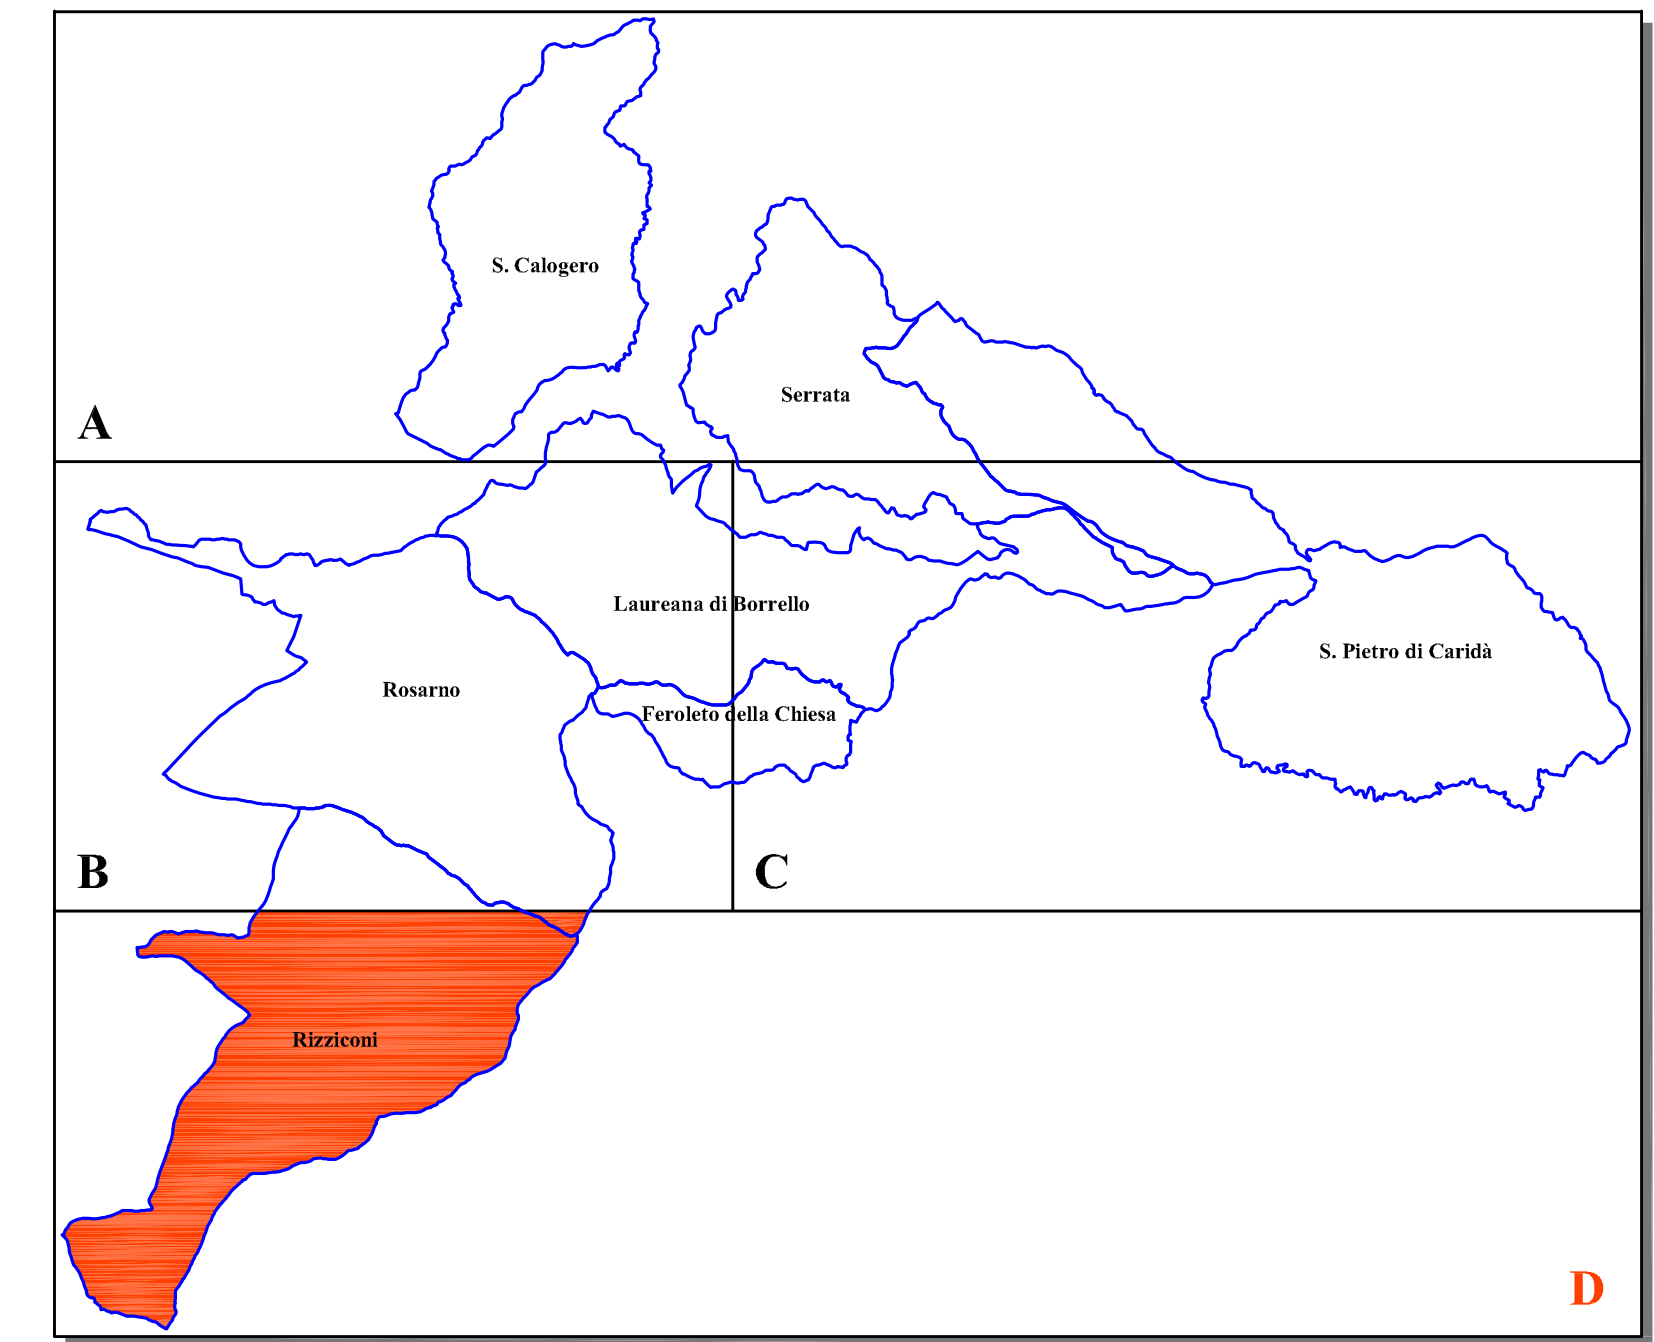 S. Calogero
Serrata
A
Laureana di Borrello
S. Pietro di Caridà
Rosarno
Feroleto della Chiesa
B
C
Rizziconi
D